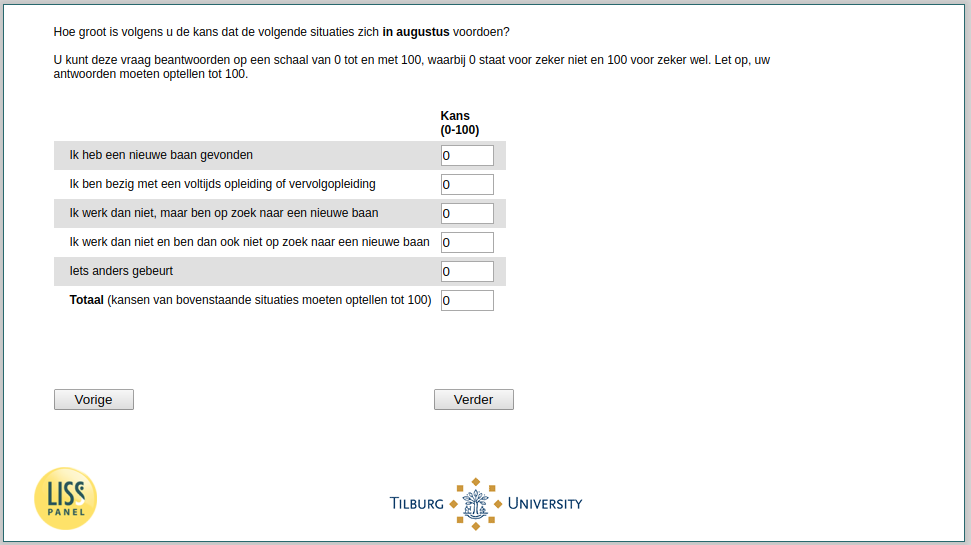 Hoe groot is volgens u de kans dat de volgende situaties zich in augustus voordoen?
U kunt deze vraag beantwoorden op een schaal van 0 tot en met 100, waarbij 0 staat voor zeker niet en 100 voor zeker wel. Let op, uw
antwoorden moeten optellen tot 100.
Kans
(0-100)
Ik heb een nieuwe baan gevonden 0
Ik ben bezig met een voltijds opleiding of vervolgopleiding 0
Ik werk dan niet, maar ben op zoek naar een nieuwe baan 0
Ik werk dan niet en ben dan ook niet op zoek naar een nieuwe baan 0
Iets anders gebeurt 0
Totaal (kansen van bovenstaande situaties moeten optellen tot 100) 0
Vorige Verder
LISS
PANEL
TILBURG UNIVERSITY